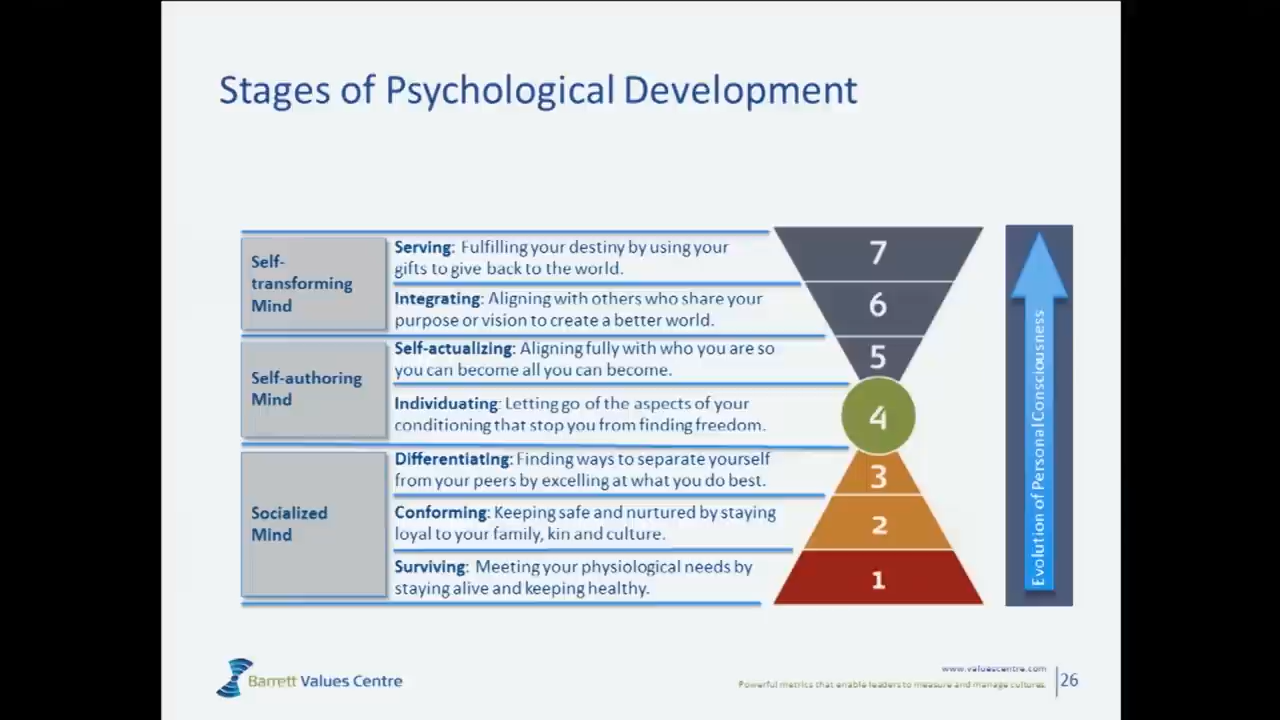 Stages of Psychological Development
Self-
transforming
Mind
Serving: Fulfilling your destiny by using your
gifts to give back to the world.
7
Integrating: Aligning with others who share your
purpose or vision to create a better world.
6
Self-authoring
Mind
Self-actualizing: Aligning fully with who you are so
you can become all you can become.
5
Individuating: Letting go of the aspects of your
conditioning that stop you from finding freedom.
4
Socialized
Mind
Differentiating: Finding ways to separate yourself
from your peers by excelling at what you do best.
3
Conforming: Keeping safe and nurtured by staying
loyal to your family, kin and culture.
2
Surviving: Meeting your physiological needs by
staying alive and keeping healthy.
1
Evolution of Personal Consciousness
Barrett Values Centre
www.valuescentre.com
Powerful metrics that enable leaders to measure and manage cultures.
26